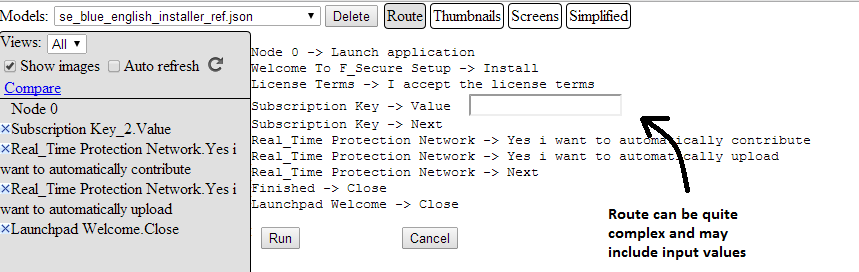 Models: se_blue_english_installer_ref.json Delete Route Thumbnails Screens Simplified
Views: All
Show images Auto refresh
Compare
Node 0
×Subscription Key_2.Value
×Real_Time Protection Network.Yes i
want to automatically contribute
×Real_Time Protection Network.Yes i
want to automatically upload
×Launchpad Welcome.Close
Node 0 -> Launch application
Welcome To F_Secure Setup -> Install
License Terms -> I accept the license terms
Subscription Key -> Value
Subscription Key -> Next
Real_Time Protection Network -> Yes i want to automatically contribute
Real_Time Protection Network -> Yes i want to automatically upload
Real_Time Protection Network -> Next
Finished -> Close
Launchpad Welcome -> Close
Run Cancel
Route can be quite
complex and may
include input values